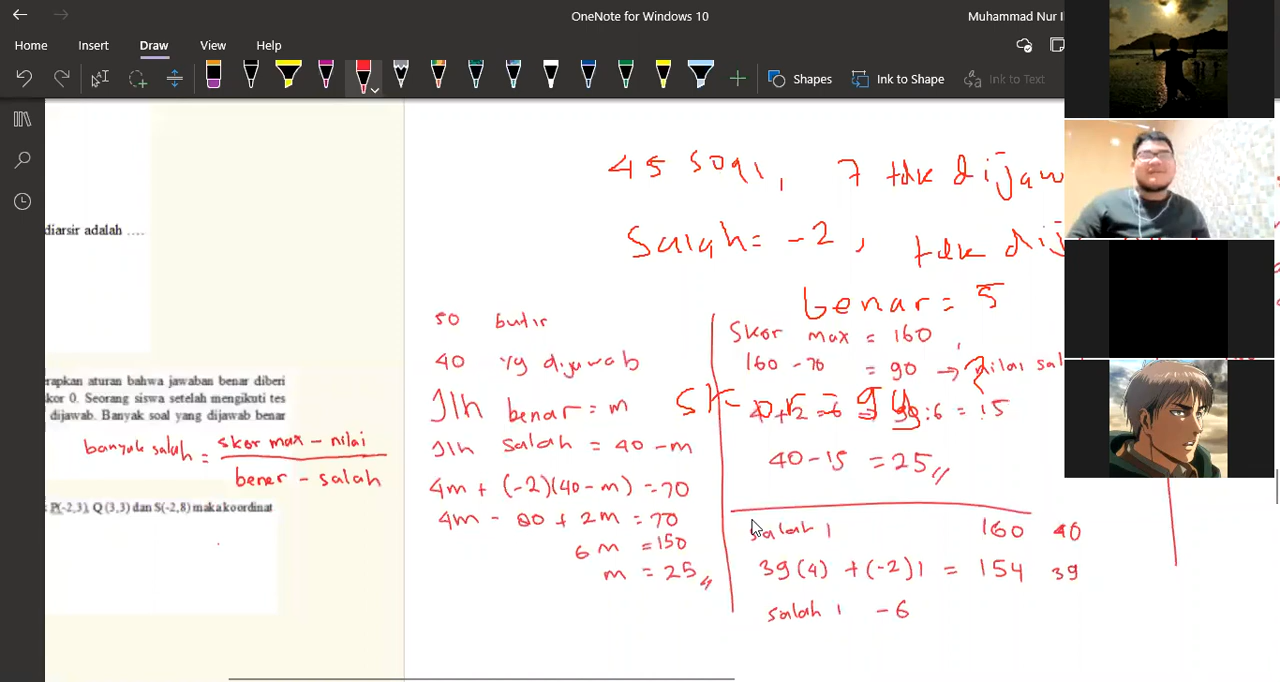 OneNote for Windows 10
Muhammad Nur I
Home Insert Draw View Help
Shapes Ink to Shape Ink to Text
45 soal, 7 tdk dijaw
Salah = -2, tdk dij
benar = 5
diarsir adalah ....
rapkan aturan bahwa jawaban benar diberi
kor 0. Seorang siswa setelah mengikuti tes
dijawab. Banyak soal yang dijawab benar
banyak salah = skor max - nilai
bener - salah
P(-2,3), Q (3,3) dan S(-2,8) maka koordinat
50 butir
40 yg dijawab
Jlh benar = m
Jlh salah = 40 - m
4m + (-2)(40 - m) = 70
4m - 80 + 2m = 70
6 m = 150
m = 25
Skor max = 160
160 - 70 = 90 → nilai sal
:6 = 15
40 - 15 = 25
salah 1 160 40
39(4) + (-2)1 = 154 39
salah 1 -6